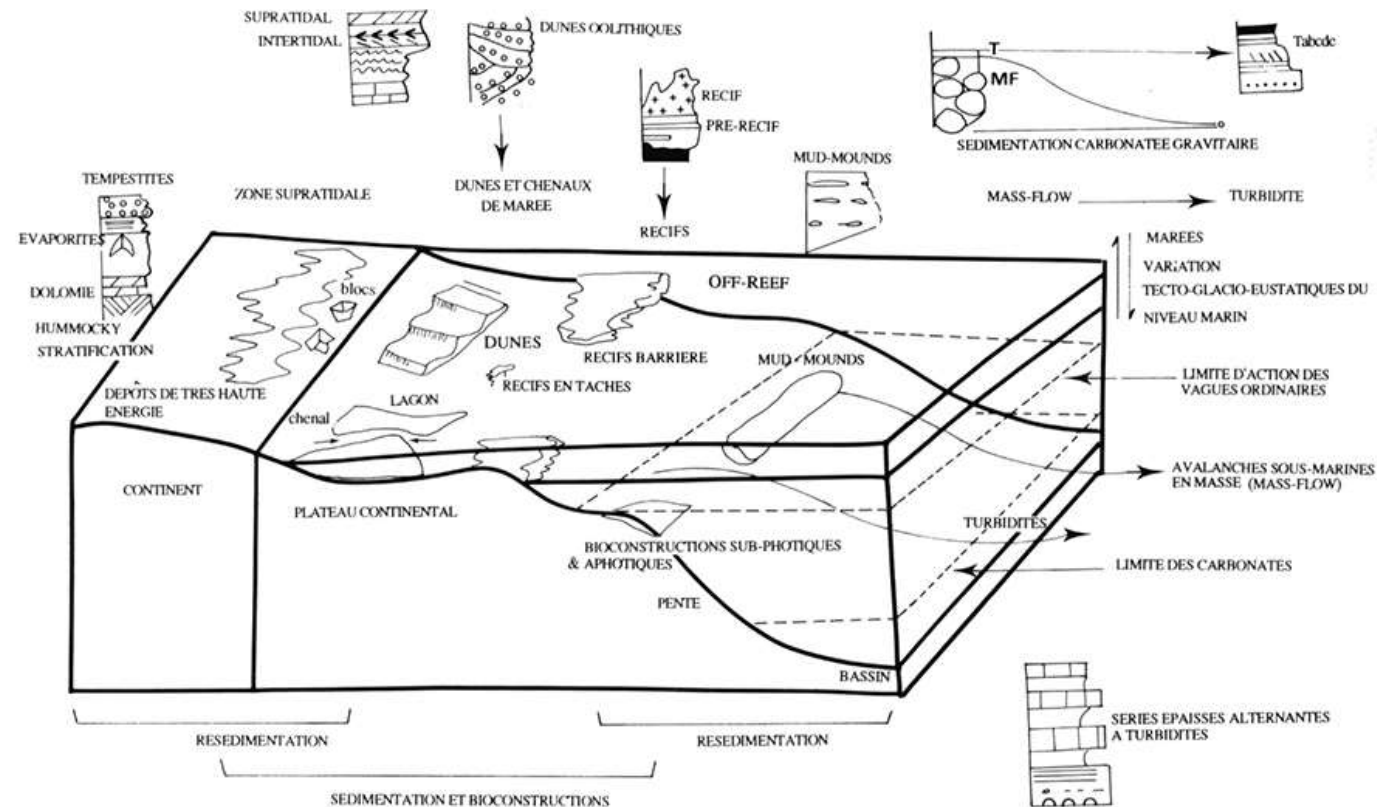 SUPRATIDAL
INTERTIDAL
DUNES OOLITHIQUES
T
MF
Tabcde
RECIF
PRE-RECIF
SEDIMENTATION CARBONATEE GRAVITAIRE
MUD-MOUNDS
TEMPESTITES
ZONE SUPRATIDALE
DUNES ET CHENAUX
DE MAREE
MASS-FLOW
TURBIDITE
RECIFS
EVAPORITES
MAREES
VARIATION
TECTO-GLACIO-EUSTATIQUES DU
NIVEAU MARIN
OFF-REEF
blocs
DOLOMIE
HUMMOCKY
STRATIFICATION
DUNES
RECIFS BARRIERE
MUD-MOUNDS
LIMITE D'ACTION DES
VAGUES ORDINAIRES
RECIFS EN TACHES
DEPÔTS DE TRES HAUTE
ENERGIE
LAGON
chenal
AVALANCHES SOUS-MARINES
EN MASSE (MASS-FLOW)
CONTINENT
PLATEAU CONTINENTAL
TURBIDITÉS
BIOCONSTRUCTIONS SUB-PHOTIQUES
& APHOTIQUES
LIMITE DES CARBONATES
PENTE
BASSIN
SERIES EPAISSES ALTERNANTES
A TURBIDITES
RESEDIMENTATION
RESEDIMENTATION
SEDIMENTATION ET BIOCONSTRUCTIONS